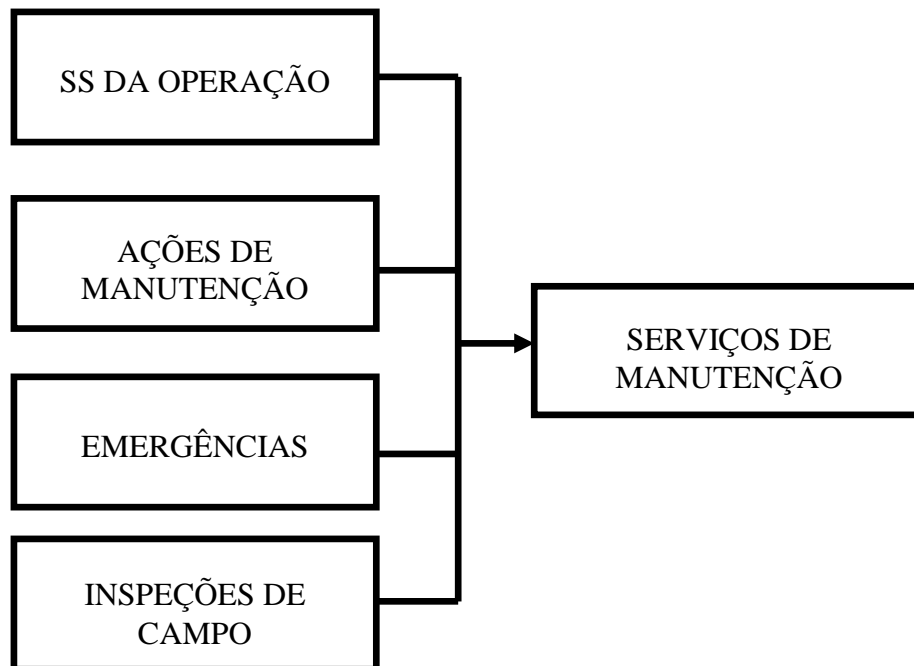 SS DA OPERAÇÃO
AÇÕES DE
MANUTENÇÃO
SERVIÇOS DE
MANUTENÇÃO
EMERGÊNCIAS
INSPEÇÕES DE
CAMPO